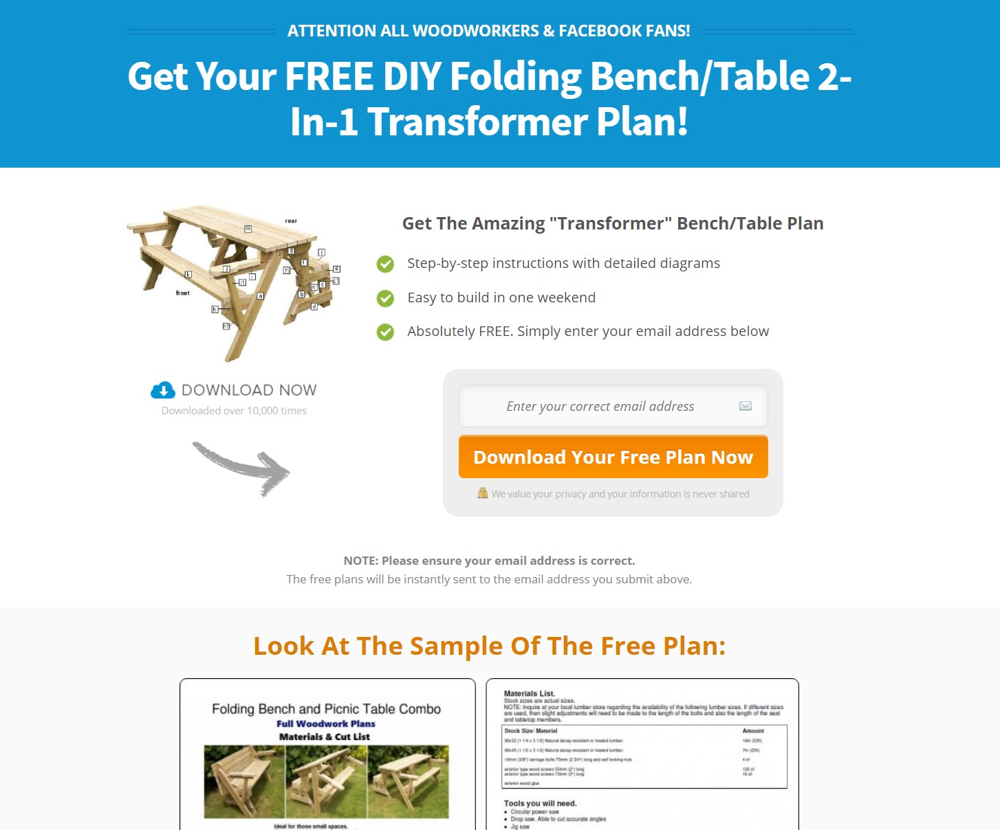 ATTENTION ALL WOODWORKERS & FACEBOOK FANS!
Get Your FREE DIY Folding Bench/Table 2-
In-1 Transformer Plan!
rear
m
front
Get The Amazing "Transformer" Bench/Table Plan
Step-by-step instructions with detailed diagrams
Easy to build in one weekend
Absolutely FREE. Simply enter your email address below
DOWNLOAD NOW
Downloaded over 10,000 times
Enter your correct email address
Download Your Free Plan Now
We value your privacy and your information is never shared
NOTE: Please ensure your email address is correct.
The free plans will be instantly sent to the email address you submit above.
Look At The Sample Of The Free Plan:
Folding Bench and Picnic Table Combo
Full Woodwork Plans
Materials & Cut List
Ideal for those small spaces.
Materials List.
Stock sizes are actual sizes.
NOTE: Inquire at your local lumber store regarding the availability of the following lumber sizes. If different sizes
are used, then slight adjustments will need to be made to the length of the bolts and also the length of the seat
and tabletop members.
Stock Size/ Material Amount
90x32 (1 1/4 x 3 1/2) Natural decay-resistant or treated lumber. 16m (53ft)
90x45 (1 1/2 x 3 1/2) Natural decay-resistant or treated lumber. 7m (23ft)
10mm (3/8") carriage bolts 70mm (2 3/4") long and self locking nuts 4 of
exterior type wood screws 50mm (2") long 100 of
exterior type wood screws 75mm (3") long 16 of
exterior wood glue
Tools you will need.
Circular power saw
Drop saw. Able to cut accurate angles
Jig saw